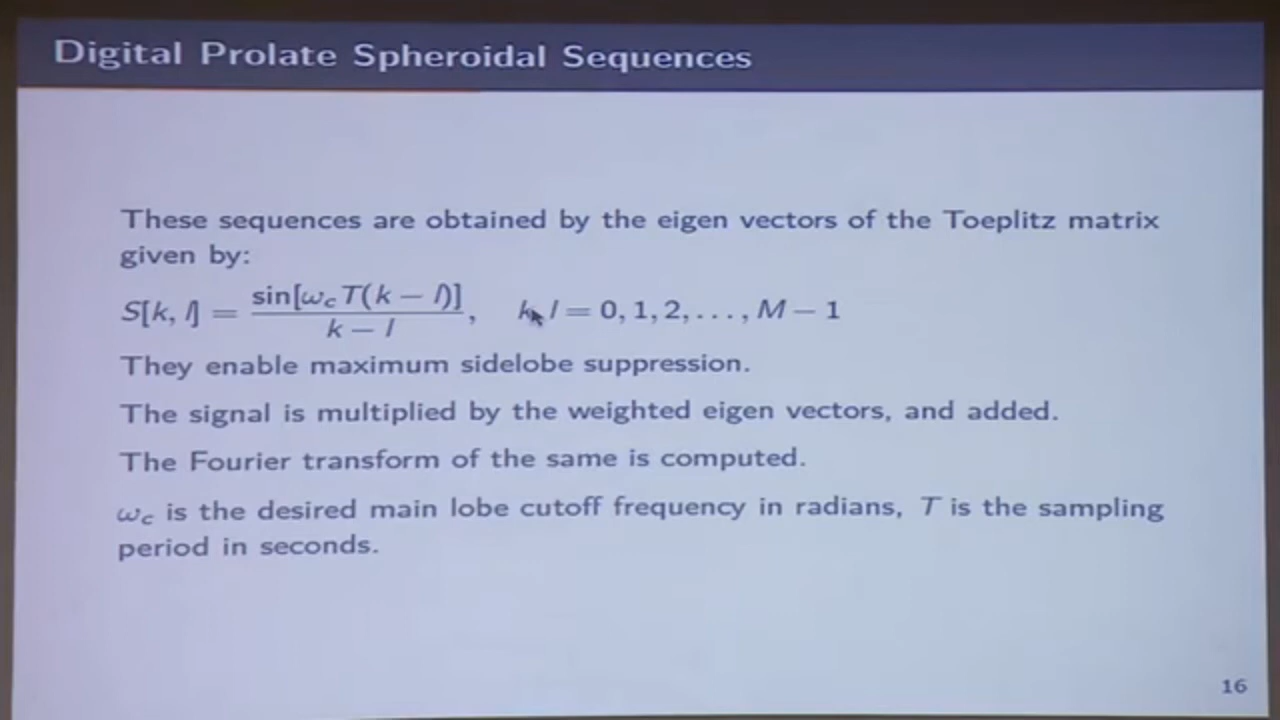 Digital Prolate Spheroidal Sequences
These sequences are obtained by the eigen vectors of the Toeplitz matrix
given by:
S[k, l] = sin[ω_c T(k − l)] / (k − l), k, l = 0, 1, 2, . . . , M − 1
They enable maximum sidelobe suppression.
The signal is multiplied by the weighted eigen vectors, and added.
The Fourier transform of the same is computed.
ω_c is the desired main lobe cutoff frequency in radians, T is the sampling
period in seconds.
16